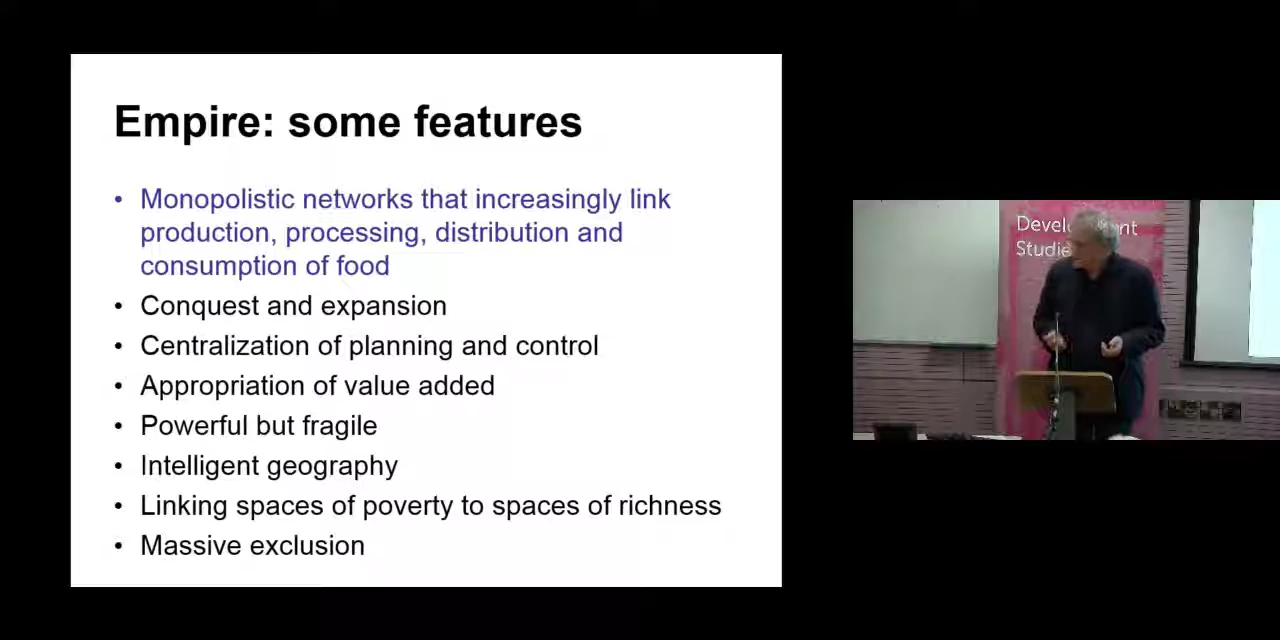 Empire: some features
• Monopolistic networks that increasingly link
production, processing, distribution and
consumption of food
• Conquest and expansion
• Centralization of planning and control
• Appropriation of value added
• Powerful but fragile
• Intelligent geography
• Linking spaces of poverty to spaces of richness
• Massive exclusion